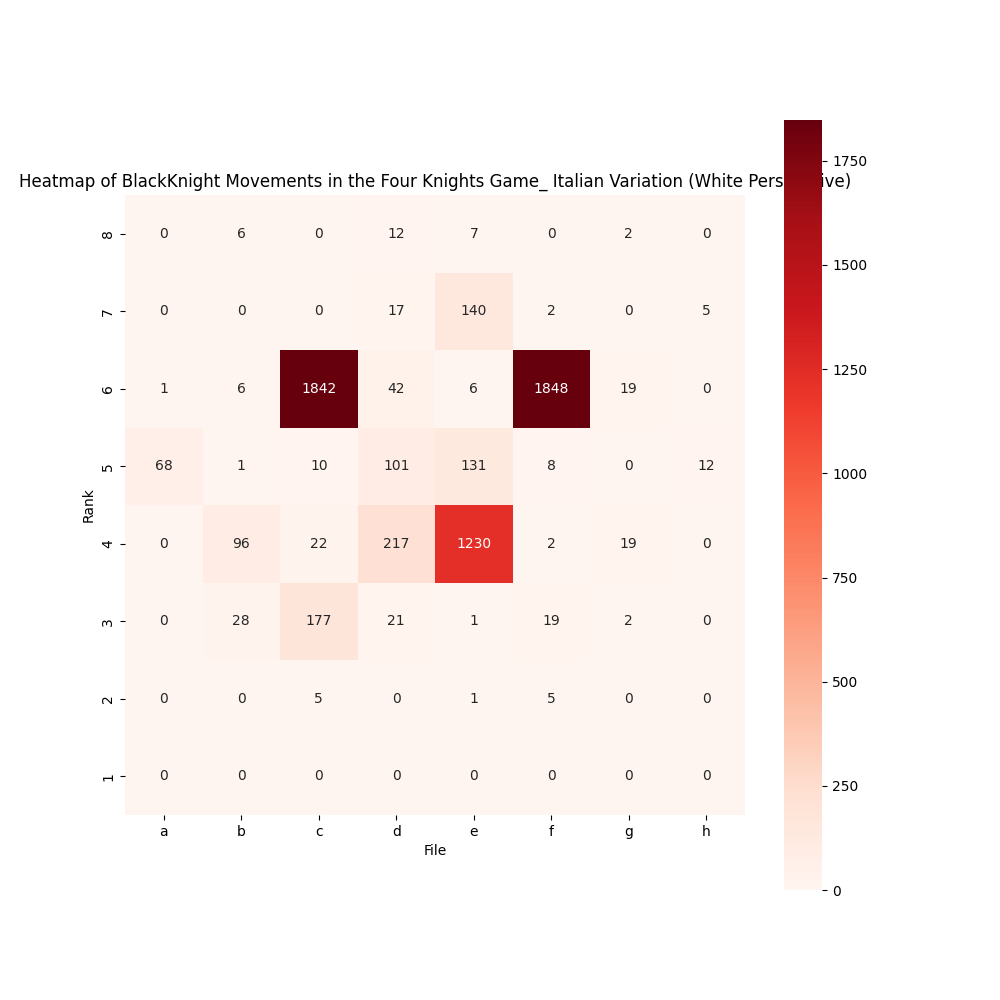 Heatmap of BlackKnight Movements in the Four Knights Game_ Italian Variation (White Pers ive)
1750
8 0 6 0 12 7 0 2 0
1500
7 0 0 0 17 140 2 0 5
1250
6 1 6 1842 42 6 1848 19 0
1000
5 68 1 10 101 131 8 0 12
Rank
4 0 96 22 217 1230 2 19 0
750
3 0 28 177 21 1 19 2 0
500
2 0 0 5 0 1 5 0 0
250
1 0 0 0 0 0 0 0 0
a b c d e f g h
File
0